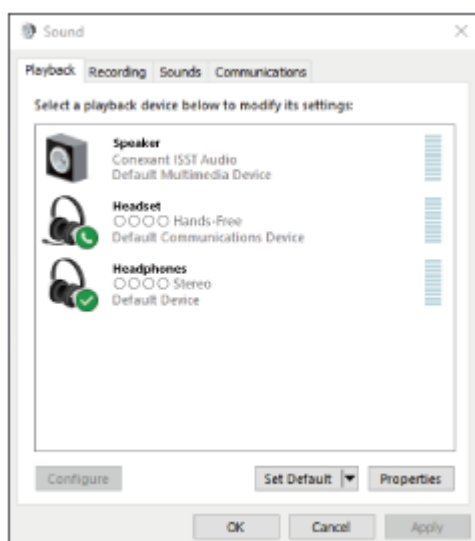 Sound
Playback Recording Sounds Communications
Select a playback device below to modify its settings:
Speaker
Conexant ISST Audio
Default Multimedia Device
Headset
○○○○ Hands-Free
Default Communications Device
Headphones
○○○○ Stereo
Default Device
Configure Set Default Properties
OK Cancel Apply